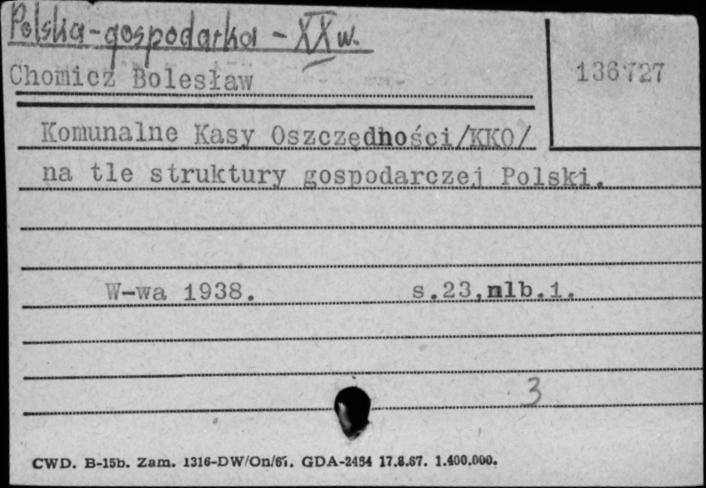 Polska-gospodarka - XX w.
Chomicz Bolesław
136727
Komunalne Kasy Oszczędności/KKO/
na tle struktury gospodarczej Polski.
W-wa 1938. s.23,nlb.1.
3
CWD. B-15b. Zam. 1316-DW/On/67. GDA-2454 17.8.67. 1.400.000.